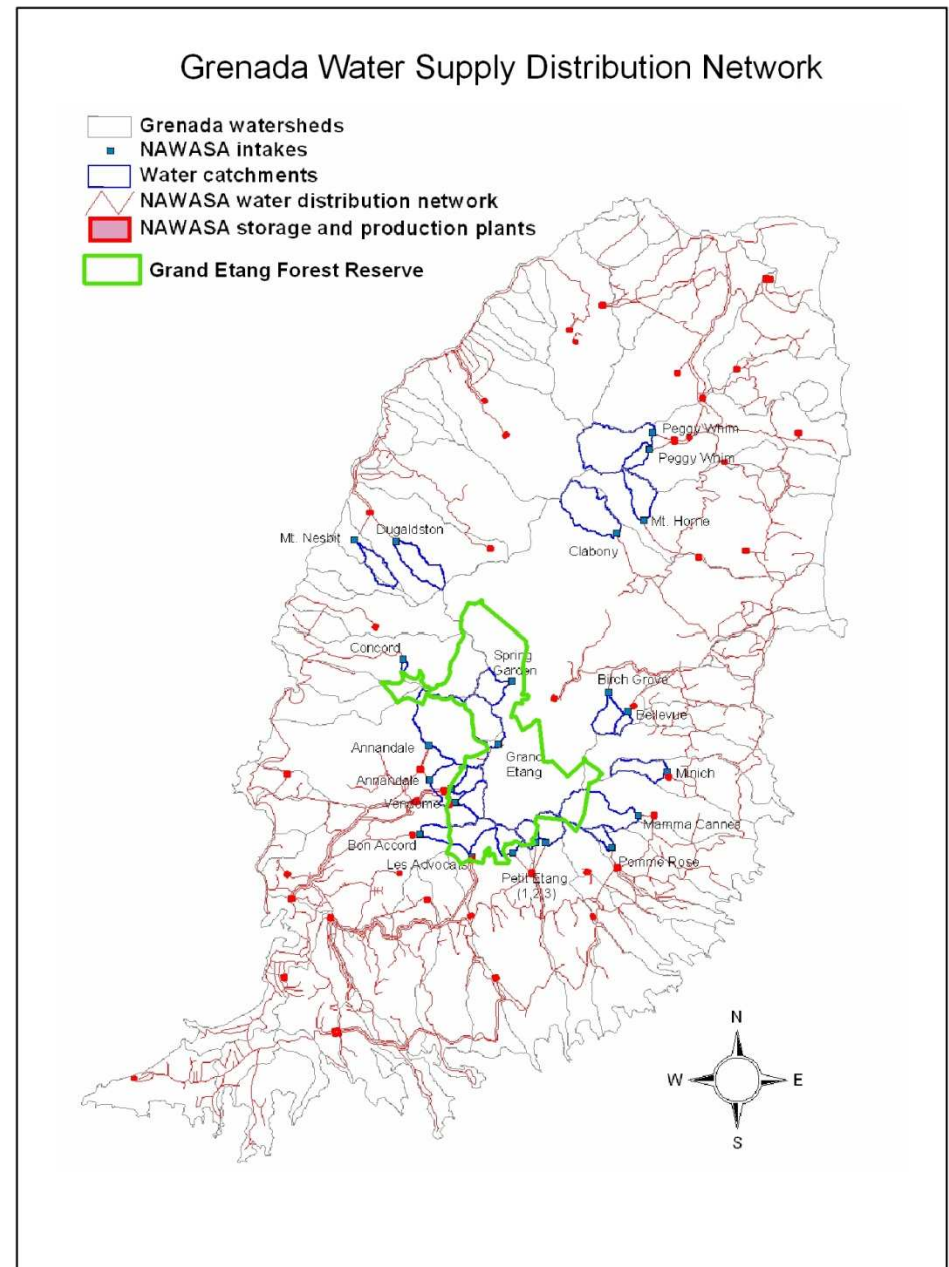 Grenada Water Supply Distribution Network
Grenada watersheds
NAWASA intakes
Water catchments
NAWASA water distribution network
NAWASA storage and production plants
Grand Etang Forest Reserve
Peggy Whim
Peggy Whim
Mt. Horne
Clabony
Mt. Nesbit
Dugaldston
Concord
Spring
Garden
Birch Grove
Bellevue
Annandale
Grand
Etang
Annandale
Minich
Vendome
Mamma Cannes
Bon Accord
Les Advocats
Pomme Rose
Petit Etang
(1,2,3)
N
W
E
S